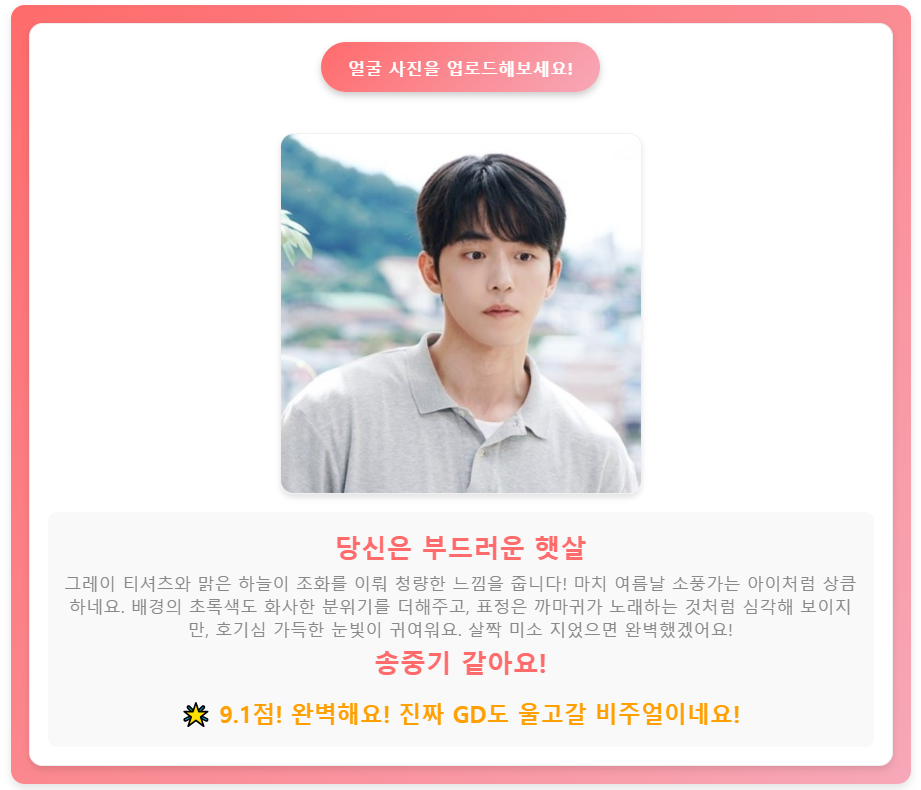 얼굴 사진을 업로드해보세요!
당신은 부드러운 햇살
그레이 티셔츠와 맑은 하늘이 조화를 이뤄 청량한 느낌을 줍니다! 마치 여름날 소풍가는 아이처럼 상큼
하네요. 배경의 초록색도 화사한 분위기를 더해주고, 표정은 까마귀가 노래하는 것처럼 심각해 보이지
만, 호기심 가득한 눈빛이 귀여워요. 살짝 미소 지었으면 완벽했겠어요!
송중기 같아요!
🌟 9.1점! 완벽해요! 진짜 GD도 울고갈 비주얼이네요!